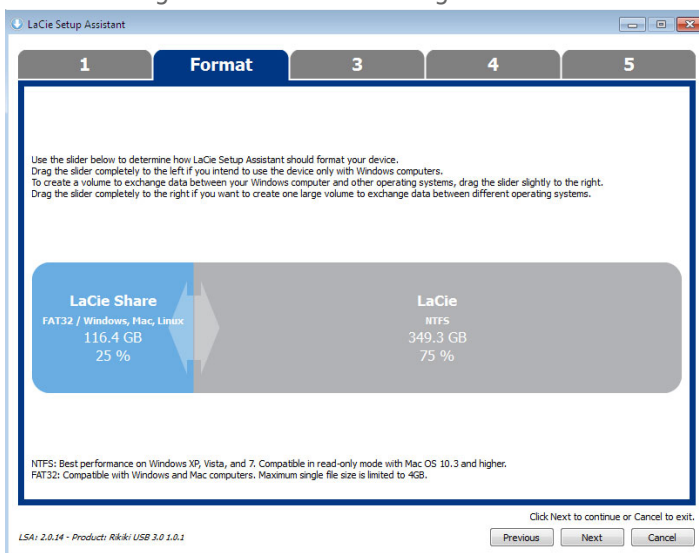 LaCie Setup Assistant
1 Format 3 4 5
Use the slider below to determine how LaCie Setup Assistant should format your device.
Drag the slider completely to the left if you intend to use the device only with Windows computers.
To create a volume to exchange data between your Windows computer and other operating systems, drag the slider slightly to the right.
Drag the slider completely to the right if you want to create one large volume to exchange data between different operating systems.
LaCie Share
FAT32 / Windows, Mac, Linux
116.4 GB
25 %
LaCie
NTFS
349.3 GB
75 %
NTFS: Best performance on Windows XP, Vista, and 7. Compatible in read-only mode with Mac OS 10.3 and higher.
FAT32: Compatible with Windows and Mac computers. Maximum single file size is limited to 4GB.
Click Next to continue or Cancel to exit.
LSA: 2.0.14 - Product: Rikiki USB 3.0 1.0.1
Previous Next Cancel